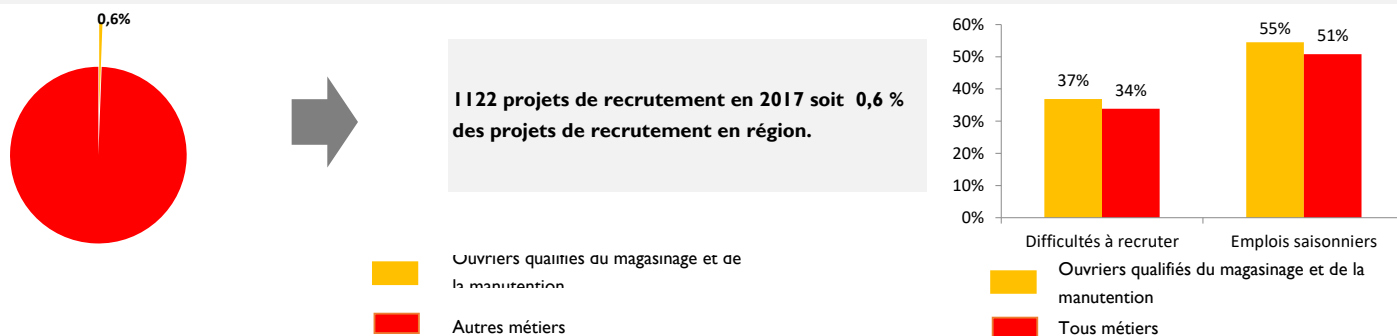 0,6%
1122 projets de recrutement en 2017 soit 0,6 %
des projets de recrutement en région.
Ouvriers qualifiés du magasinage et de
la manutention
Autres métiers
60%
50%
40%
30%
20%
10%
0%
37%
34%
55%
51%
Difficultés à recruter
Emplois saisonniers
Ouvriers qualifiés du magasinage et de la
manutention
Tous métiers